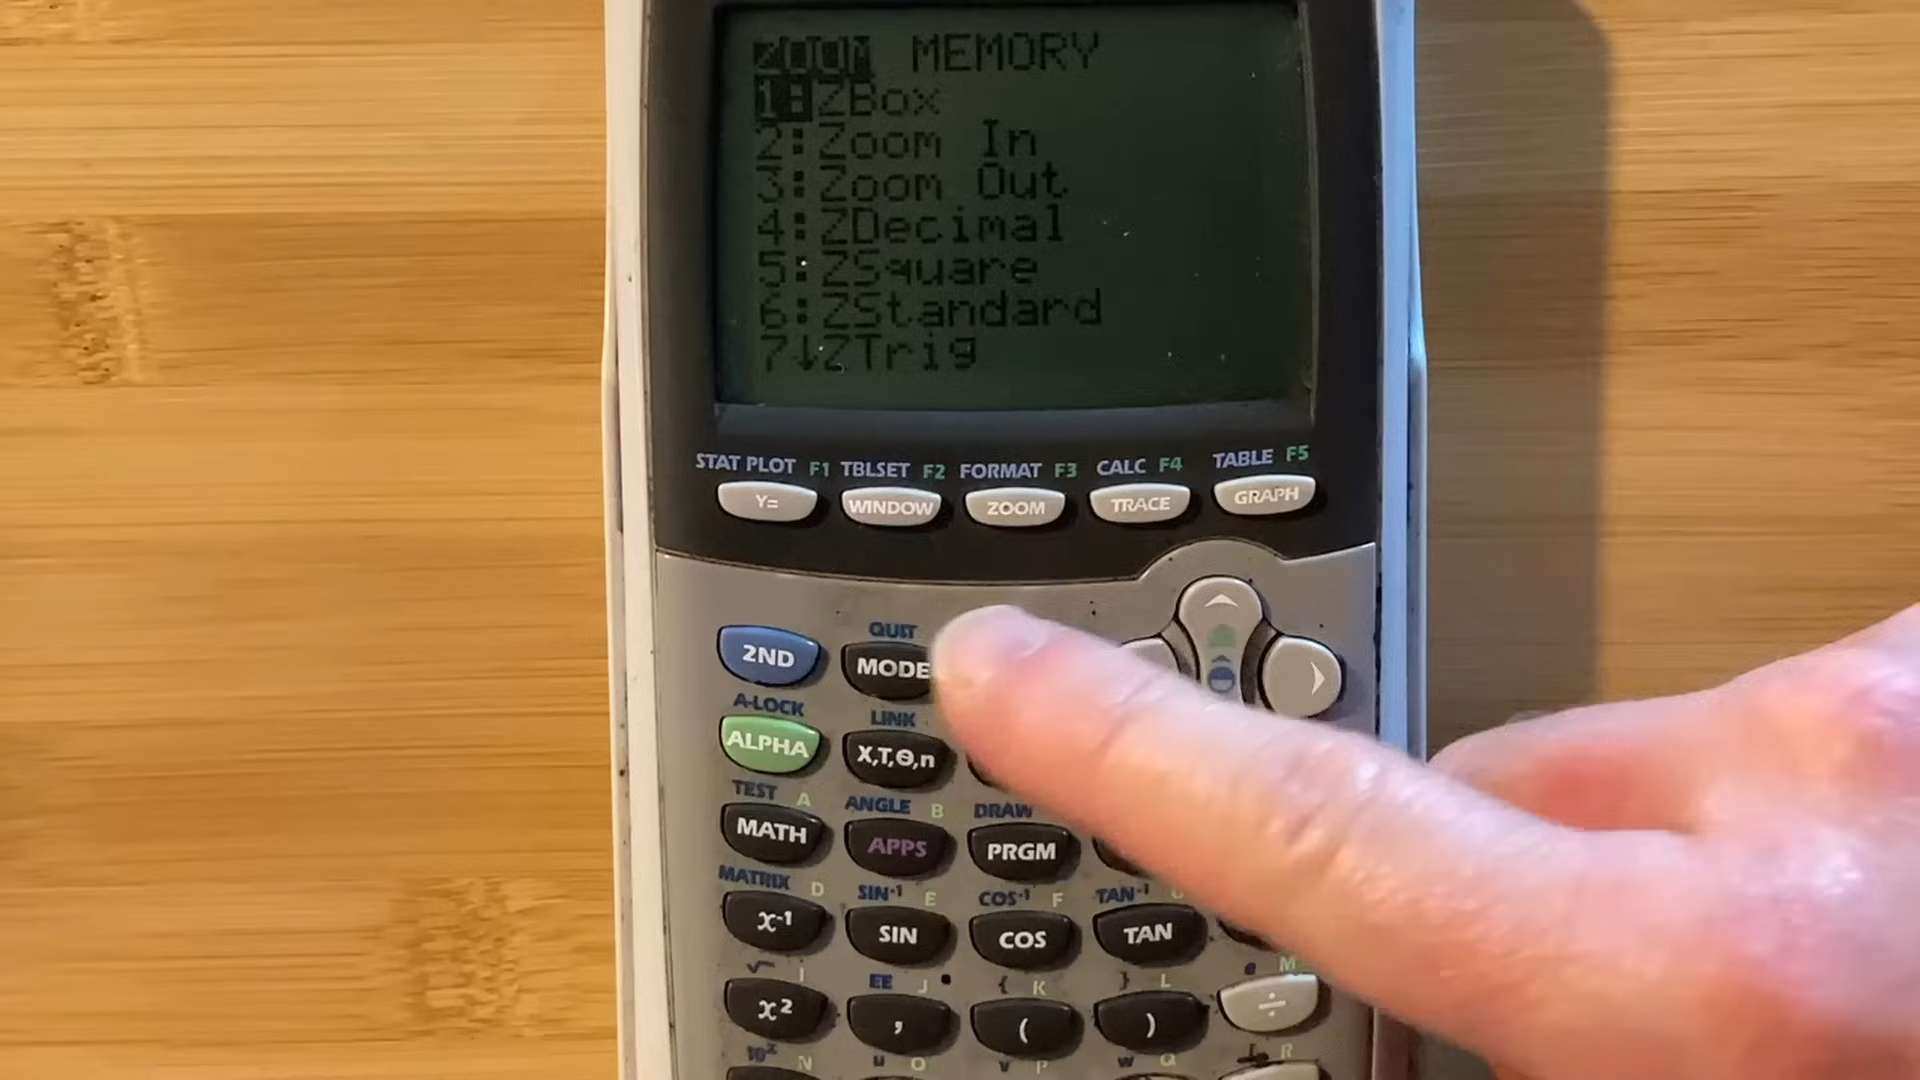 ZOOM MEMORY
1:ZBox
2:Zoom In
3:Zoom Out
4:ZDecimal
5:ZSquare
6:ZStandard
7↓ZTrig
STAT PLOT F1 TBLSET F2 FORMAT F3 CALC F4 TABLE F5
Y= WINDOW ZOOM TRACE GRAPH
QUIT
2ND MODE
A-LOCK LINK
ALPHA X,T,Θ,n
TEST A ANGLE B DRAW
MATH APPS PRGM
MATRIX D SIN-1 E COS-1 F TAN-1
x-1 SIN COS TAN
√ I EE J { K } L e M
x2 , ( ) ÷
10x N u O v P w Q [ R